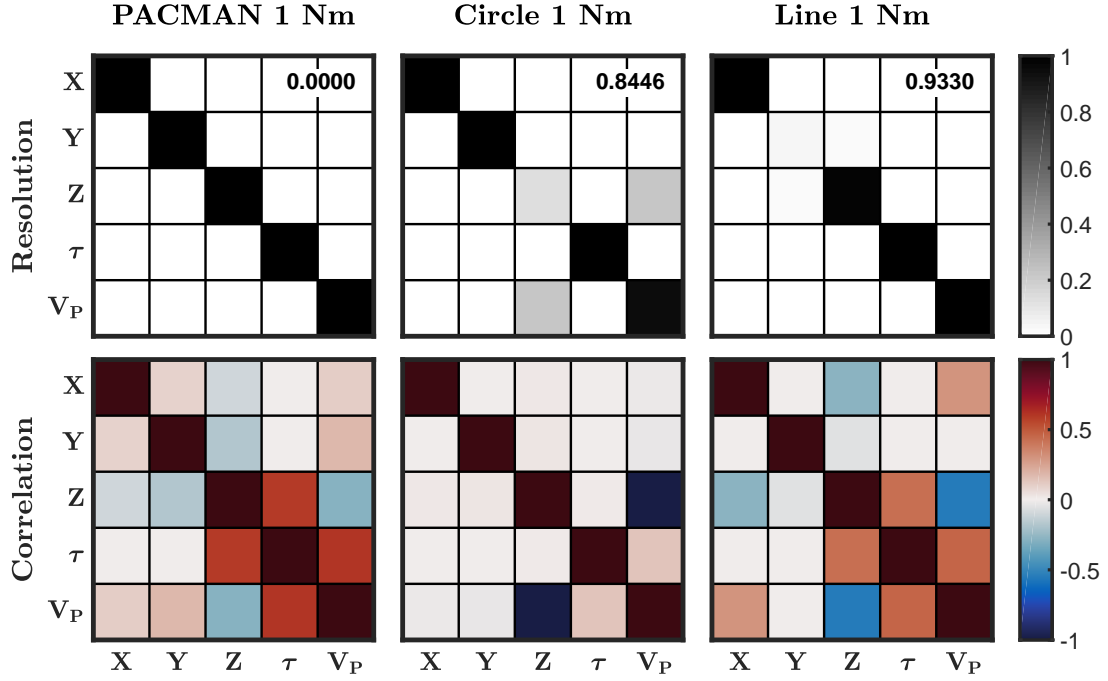 PACMAN 1 Nm Circle 1 Nm Line 1 Nm
Resolution
X 0.0000 0.8446 0.9330 1
Y 0.8
Z 0.6
τ 0.4
V_P 0.2
0
Correlation
X 1
Y 0.5
Z 0
τ -0.5
V_P -1
X Y Z τ V_P X Y Z τ V_P X Y Z τ V_P